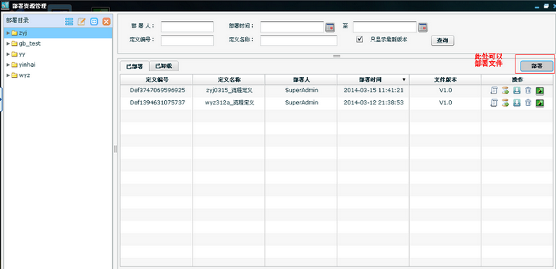 部署资源管理
部署目录
zyj
gb_test
yy
yinhai
wyz
部 署 人：
部署时间：
至
定义编号：
定义名称：
只显示最新版本
查询
此处可以
部署文件
已部署
已卸载
部署
定义编号 定义名称 部署人 部署时间 文件版本 操作
Def3747069596925 zyj0315_流程定义 SuperAdmin 2014-03-15 11:41:21 V1.0
Def1394631075737 wyz312a_流程定义 SuperAdmin 2014-03-12 21:38:53 V1.0